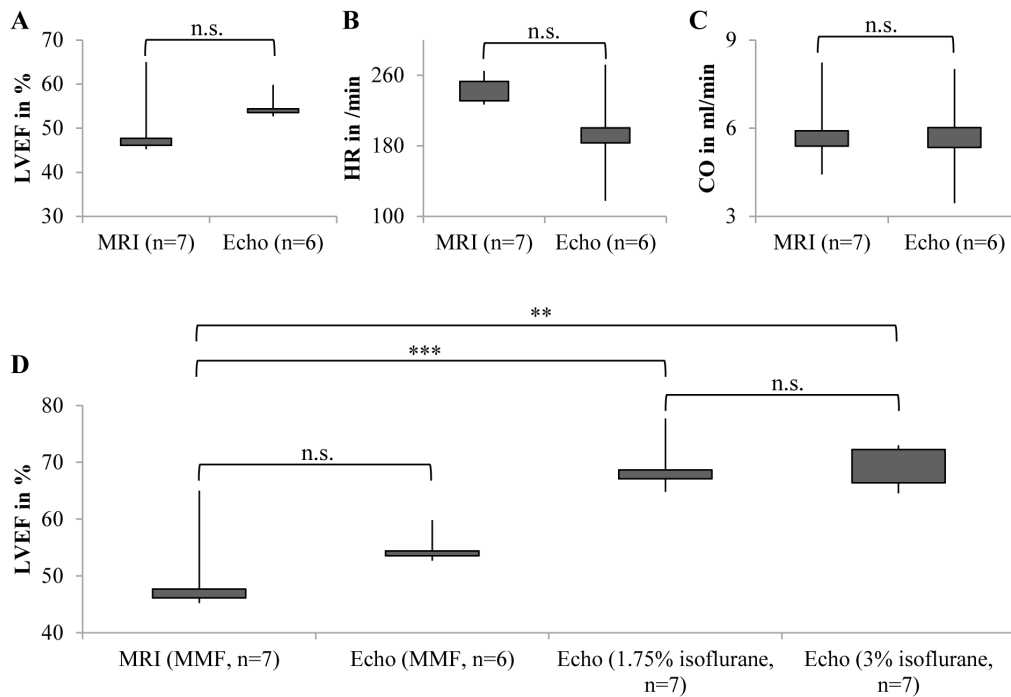 A
n.s.
70
60
50
40
30
LVEF in %
MRI (n=7)
Echo (n=6)
B
n.s.
260
180
100
HR in /min
MRI (n=7)
Echo (n=6)
C
n.s.
9
6
3
CO in ml/min
MRI (n=7)
Echo (n=6)
D
**
***
n.s.
n.s.
80
70
60
50
40
LVEF in %
MRI (MMF, n=7)
Echo (MMF, n=6)
Echo (1.75% isoflurane,
n=7)
Echo (3% isoflurane,
n=7)